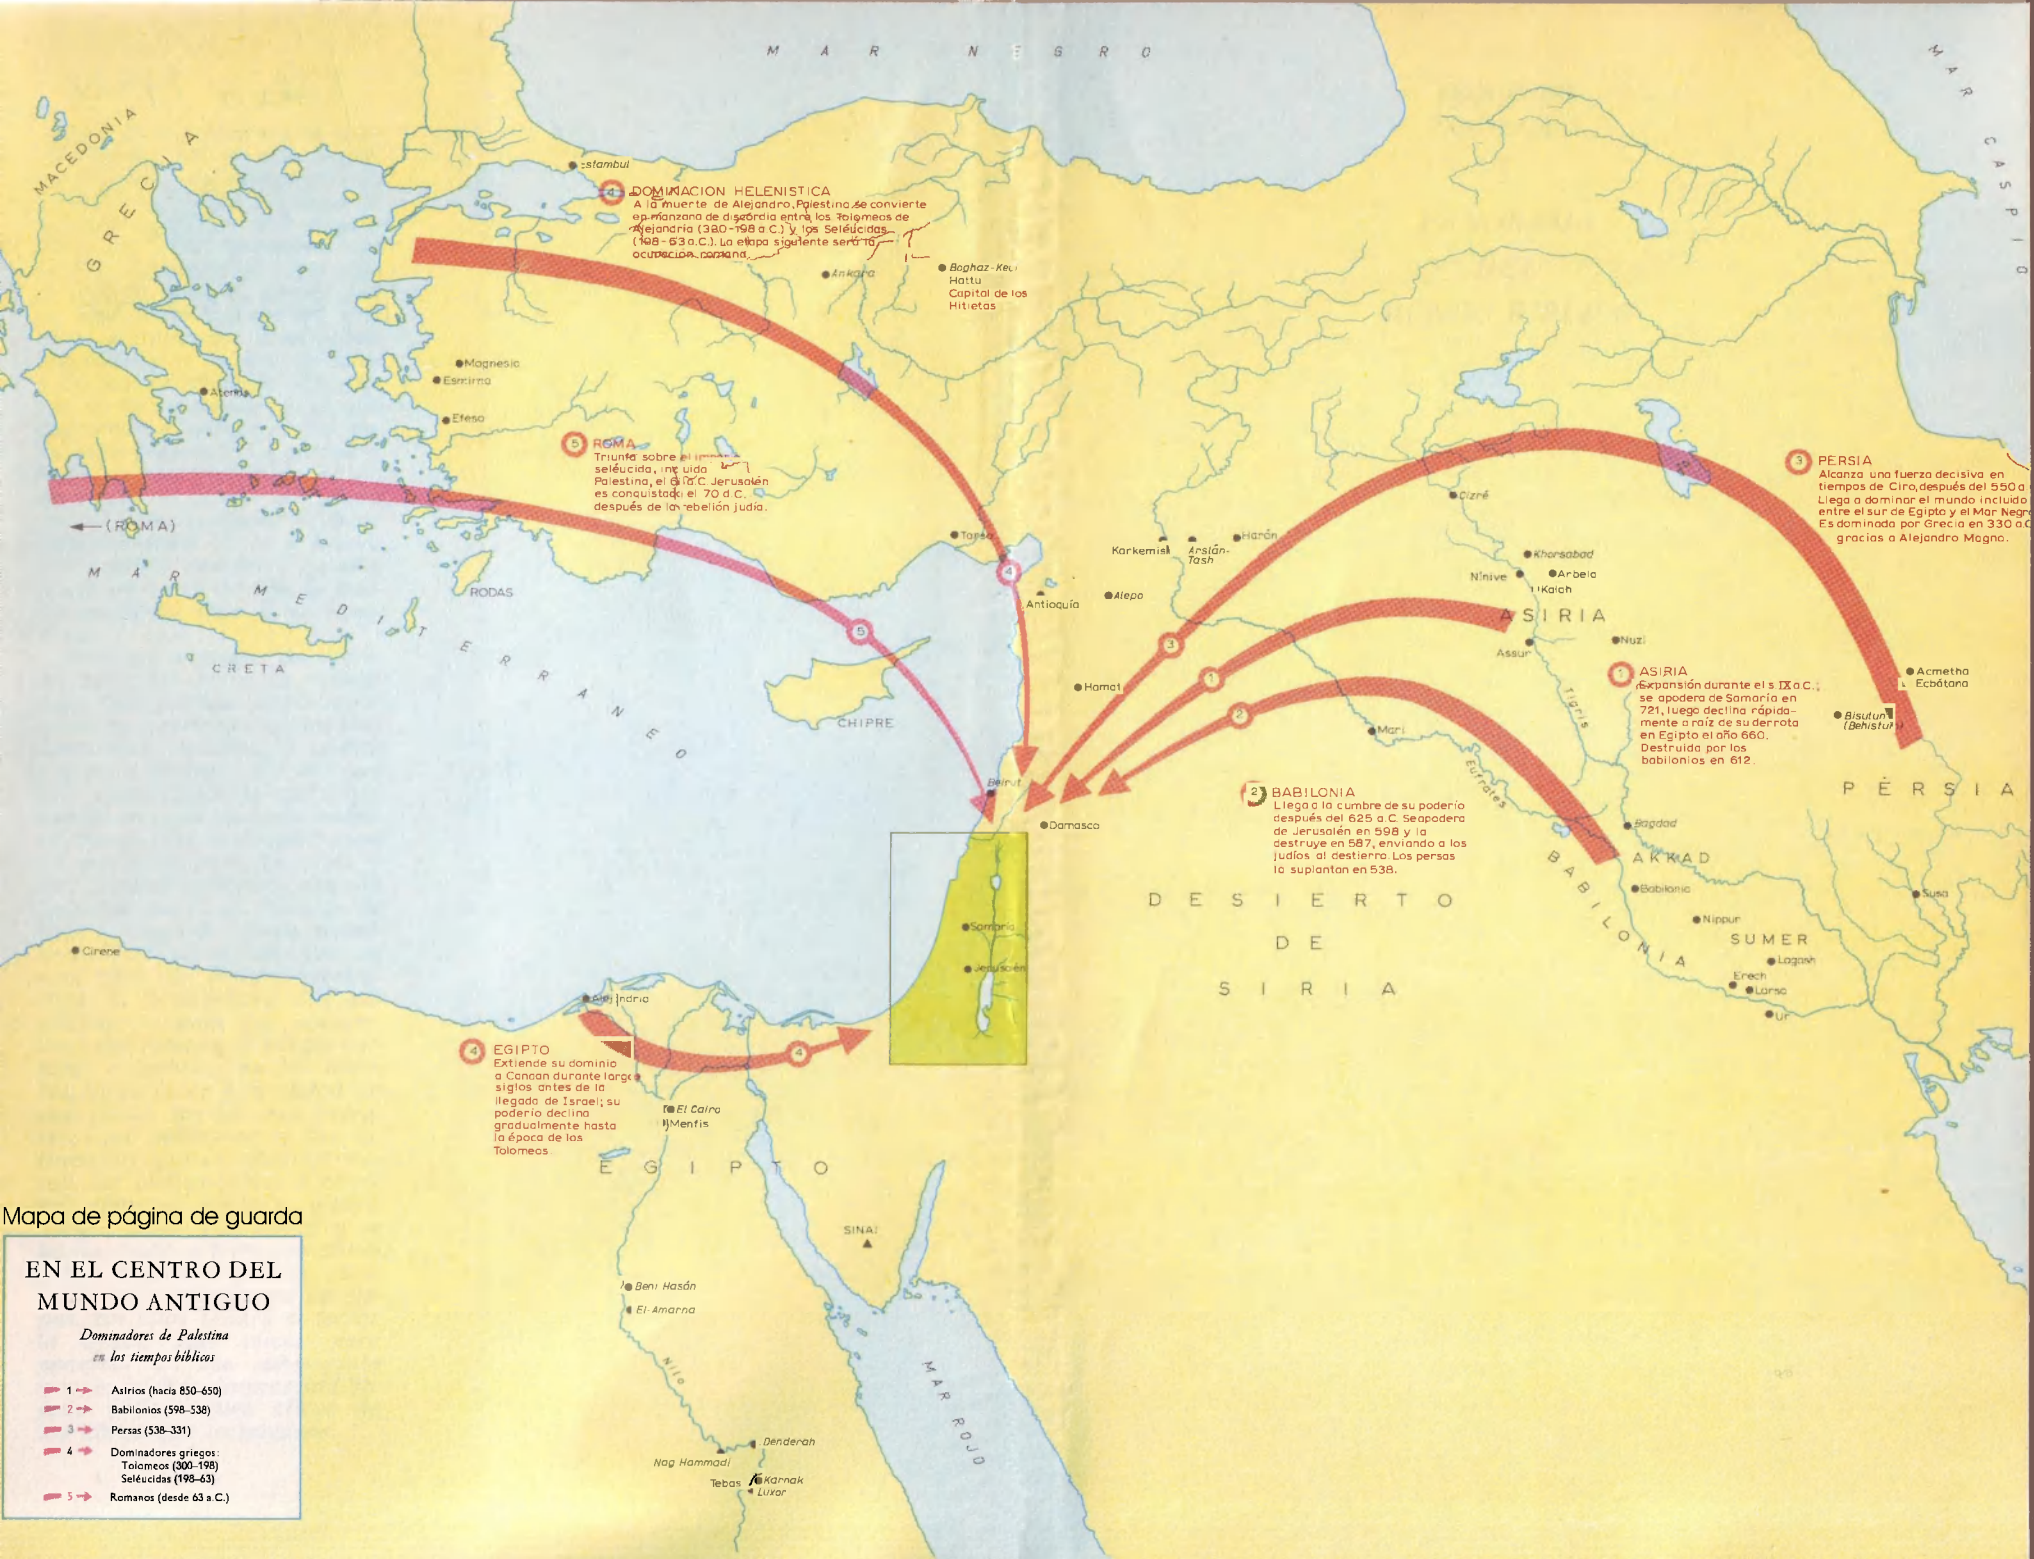 MAR NEGRO
MAR CASPIO
MACEDONIA
GRECIA
4 DOMINACION HELENISTICA
A la muerte de Alejandro, Palestina se convierte
en manzana de discordia entre los Tolomeos de
Alejandría (320-198 a.C.) y los Seléucidas
(198-63 a.C.). La etapa siguiente será la
ocupación romana.
Ankara
Boghaz-Keui
Hattu
Capital de los
Hititas
Magnesia
Esmirna
Atenas
Efeso
5 ROMA
Triunfa sobre el
seléucida, Palestina, el a.C. Jerusalén
es conquistada el 70 d.C.
después de la rebelión judía.
3 PERSIA
Alcanza una fuerza decisiva en
tiempos de Ciro, después del 550 a
Llega a dominar el mundo incluido
entre el sur de Egipto y el Mar Negro
Es dominada por Grecia en 330 a.C
gracias a Alejandro Magno.
← (ROMA)
MAR MEDITERRANEO
RODAS
CRETA
CHIPRE
Tarso
4
5
Antioquía
Alepo
Karkemish
Arslán-
Tash
Harán
Cizré
Khorsabad
Nínive
Arbela
Kalah
ASIRIA
Nuzi
Assur
Tigris
3
1
2
Hamat
Mari
Eufrates
1 ASIRIA
Expansión durante el s. IX a.C.;
se apodera de Samaría en
721, luego declina rápida-
mente a raíz de su derrota
en Egipto el año 660.
Destruida por los
babilonios en 612.
Acmetha
Ecbátana
Bisutun
(Behistun)
PÉRSIA
Beirut
Damasco
2 BABILONIA
Llega a la cumbre de su poderío
después del 625 a.C. Se apodera
de Jerusalén en 598 y la
destruye en 587, enviando a los
judíos al destierro. Los persas
la suplantan en 538.
Bagdad
AKKAD
BABILONIA
Babilonia
Susa
Nippur
SUMER
Lagash
Erech
Larsa
Ur
DESIERTO
DE
SIRIA
Samaría
Jerusalén
Cirene
Alejandría
4
4 EGIPTO
Extiende su dominio
a Canaan durante largos
siglos antes de la
llegada de Israel; su
poderío declina
gradualmente hasta
la época de los
Tolomeos.
El Cairo
Menfis
EGIPTO
SINAI
Beni Hasán
El-Amarna
Nilo
MAR ROJO
Denderah
Nag Hammadi
Tebas
Karnak
Luxor
Mapa de página de guarda
EN EL CENTRO DEL
MUNDO ANTIGUO
Dominadores de Palestina
en los tiempos bíblicos
1 Asirios (hacia 850–650)
2 Babilonios (598–538)
3 Persas (538–331)
4 Dominadores griegos:
Tolomeos (300–198)
Seléucidas (198–63)
5 Romanos (desde 63 a.C.)